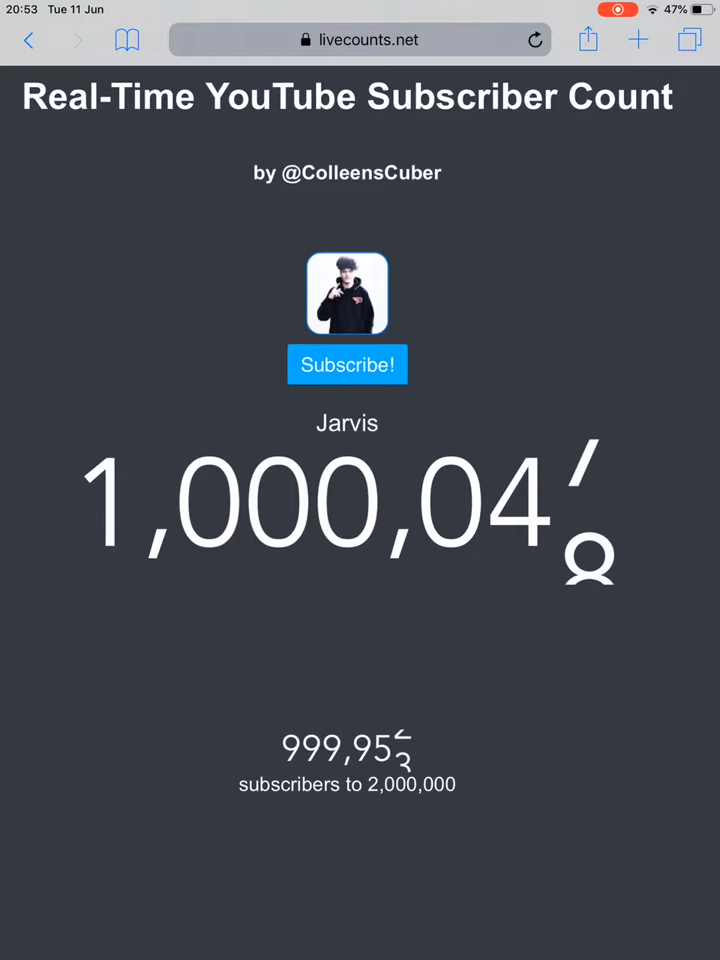 20:53 Tue 11 Jun 47%
livecounts.net
Real-Time YouTube Subscriber Count
by @ColleensCuber
Subscribe!
Jarvis
1,000,04
999,95
subscribers to 2,000,000